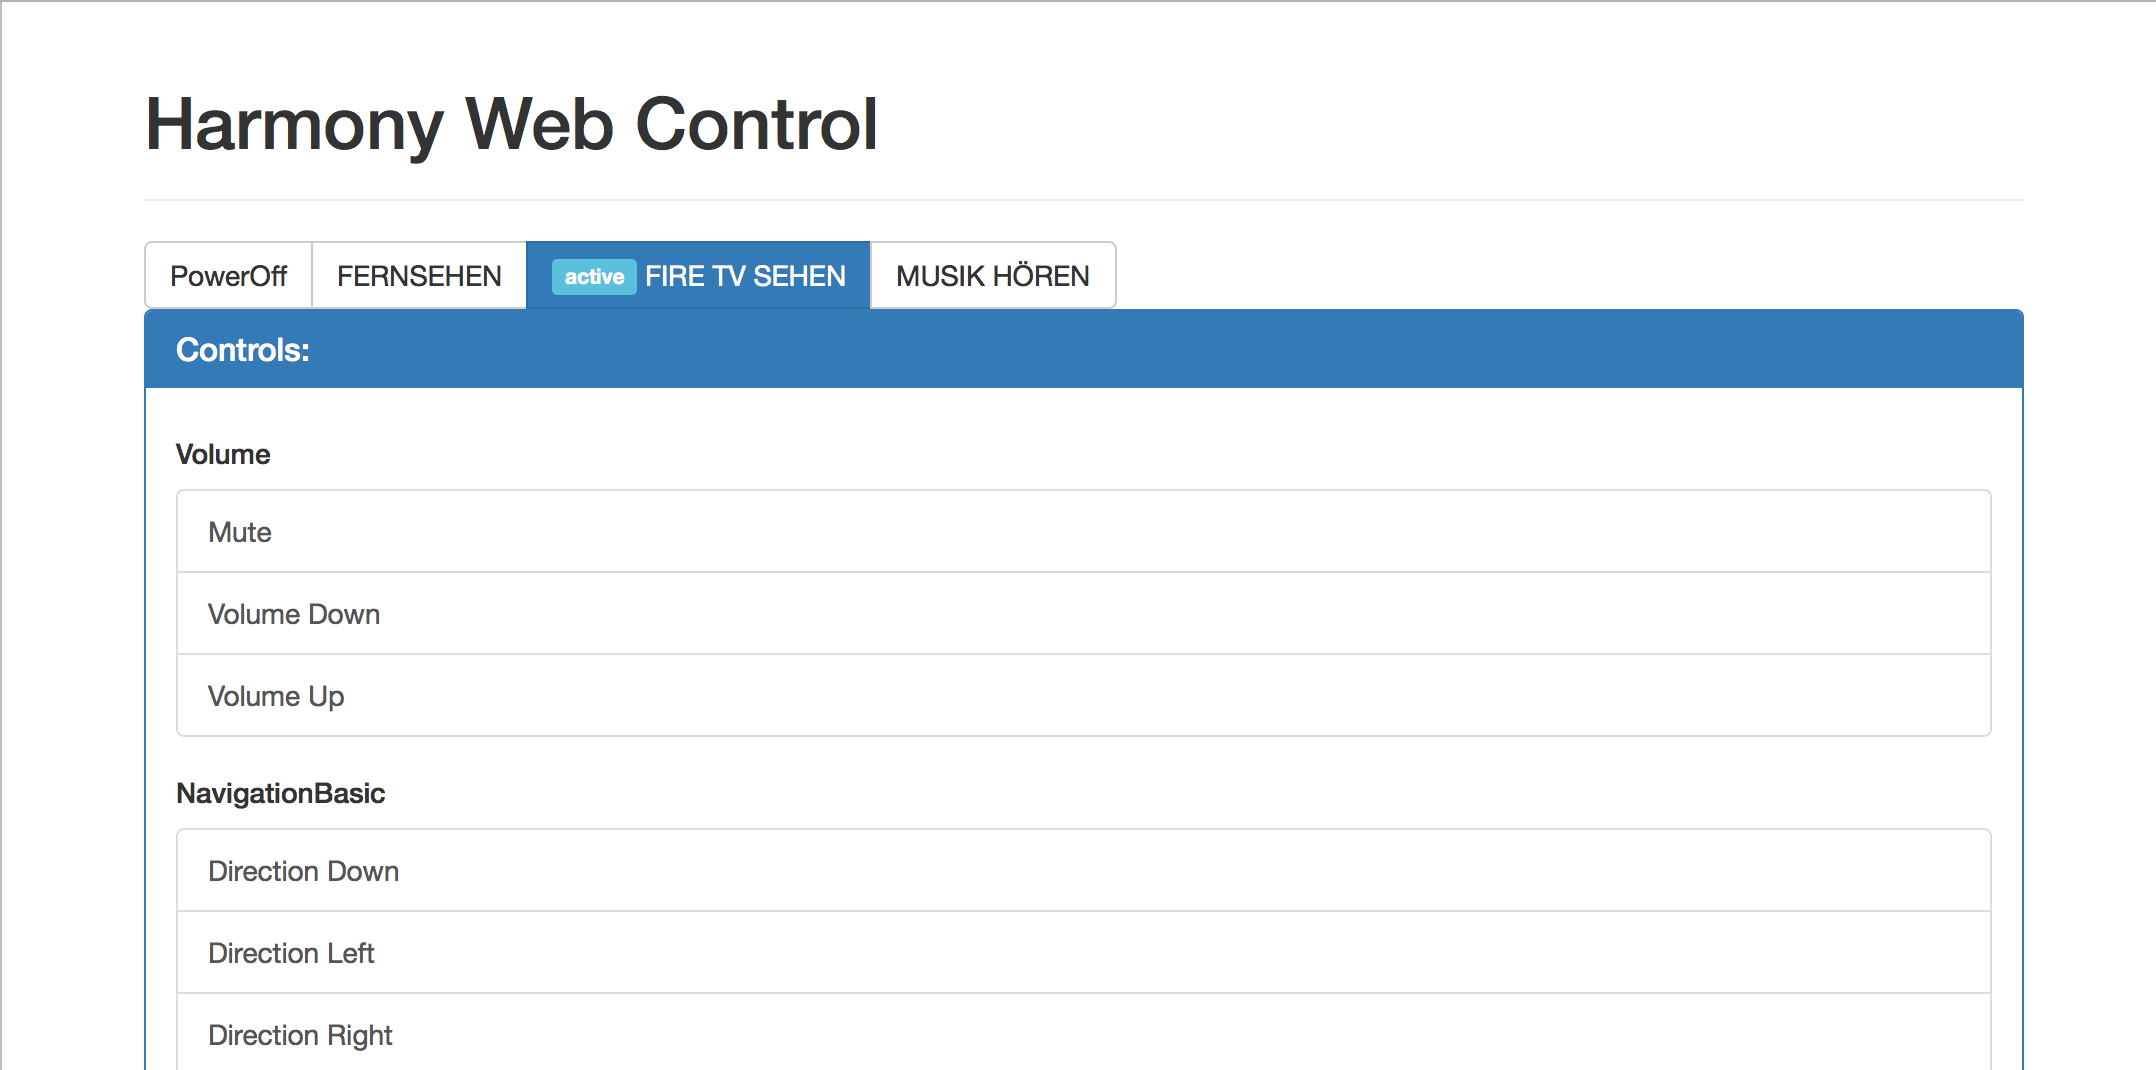 Harmony Web Control
PowerOff FERNSEHEN active FIRE TV SEHEN MUSIK HÖREN
Controls:
Volume
Mute
Volume Down
Volume Up
NavigationBasic
Direction Down
Direction Left
Direction Right